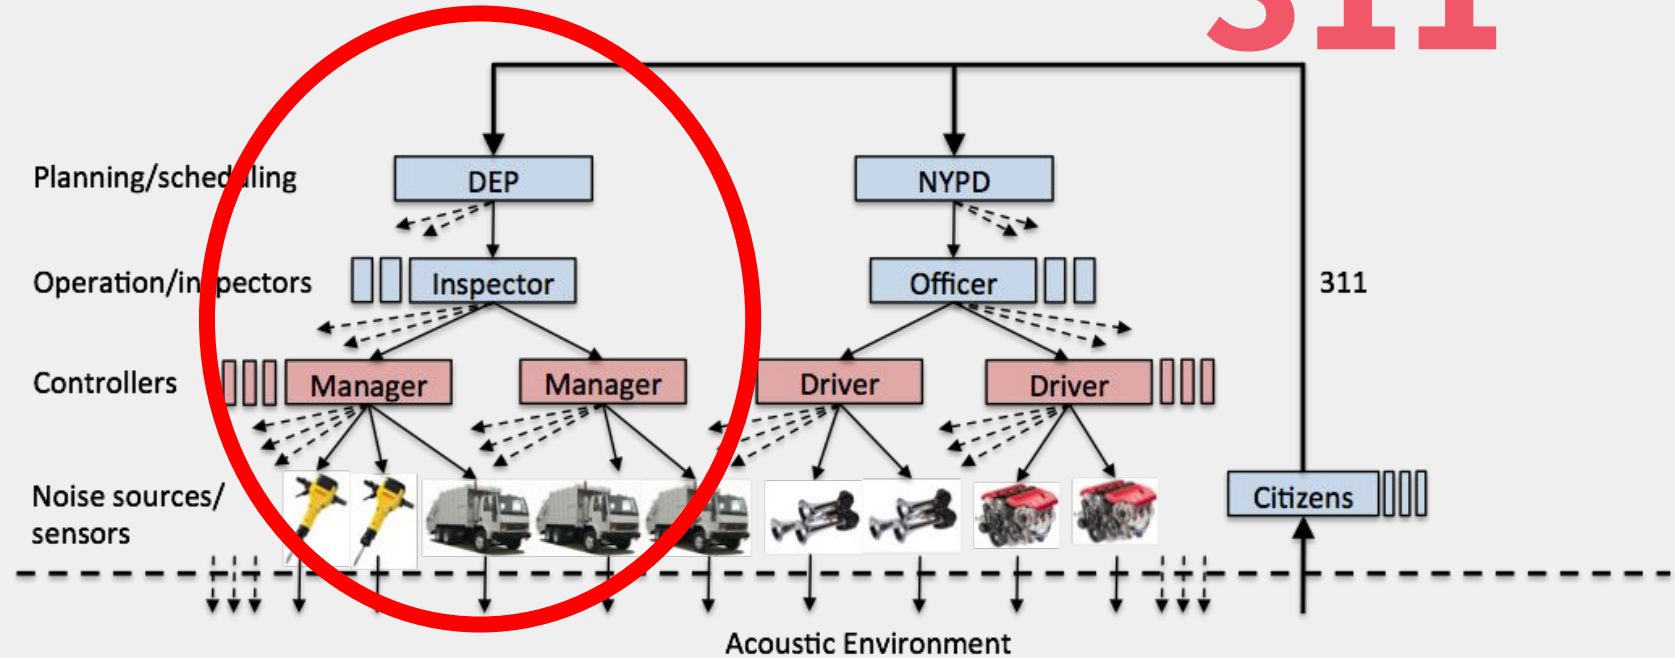 311
Planning/scheduling
DEP
NYPD
Operation/inspectors
Inspector
Officer
311
Controllers
Manager
Manager
Driver
Driver
Noise sources/
sensors
Citizens
Acoustic Environment